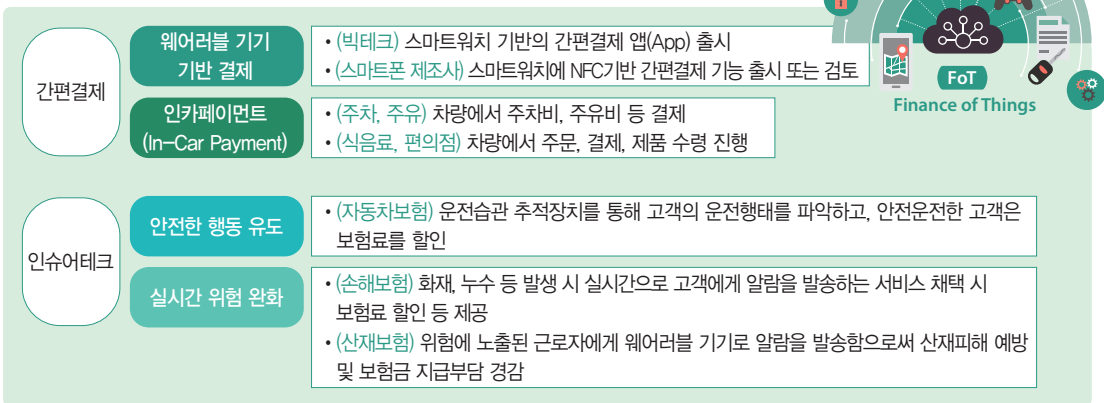 FoT
Finance of Things
간편결제
웨어러블 기기
기반 결제
• (빅테크) 스마트워치 기반의 간편결제 앱(App) 출시
• (스마트폰 제조사) 스마트워치에 NFC기반 간편결제 기능 출시 또는 검토
인카페이먼트
(In-Car Payment)
• (주차, 주유) 차량에서 주차비, 주유비 등 결제
• (식음료, 편의점) 차량에서 주문, 결제, 제품 수령 진행
인슈어테크
안전한 행동 유도
• (자동차보험) 운전습관 추적장치를 통해 고객의 운전행태를 파악하고, 안전운전한 고객은
보험료를 할인
실시간 위험 완화
• (손해보험) 화재, 누수 등 발생 시 실시간으로 고객에게 알람을 발송하는 서비스 채택 시
보험료 할인 등 제공
• (산재보험) 위험에 노출된 근로자에게 웨어러블 기기로 알람을 발송함으로써 산재피해 예방
및 보험금 지급부담 경감